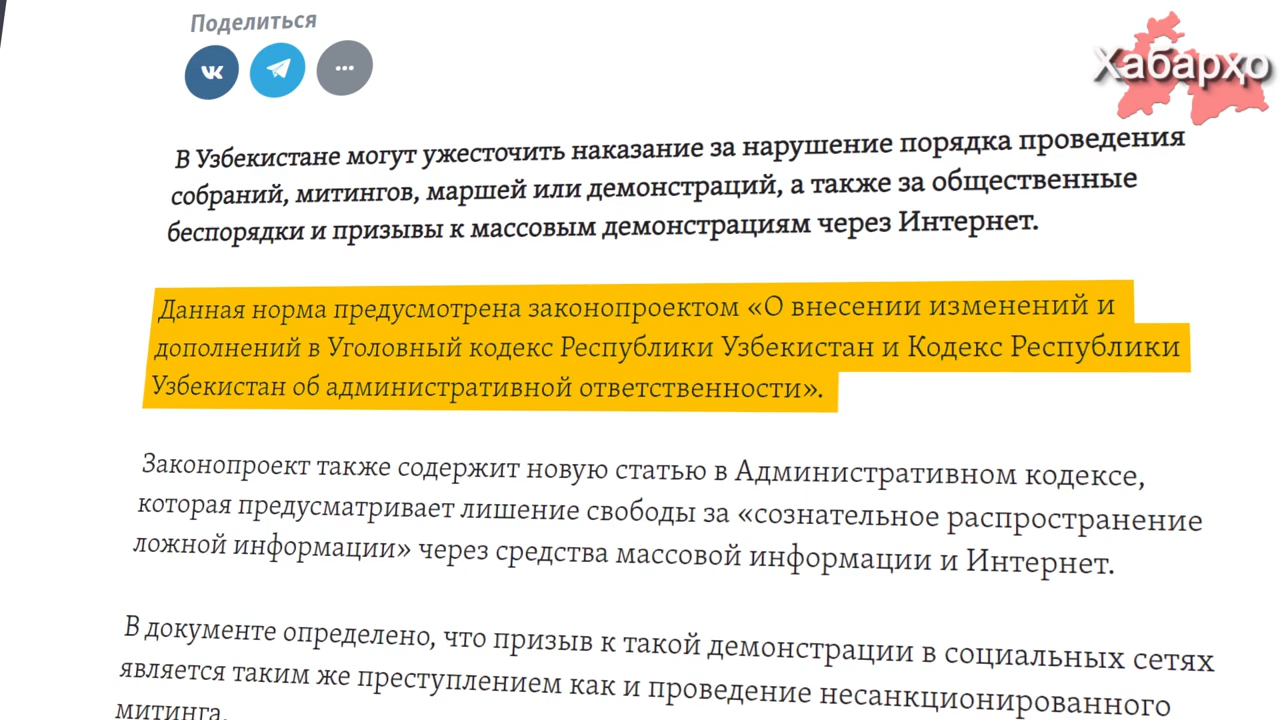 Поделиться
Хабарҳо
В Узбекистане могут ужесточить наказание за нарушение порядка проведения
собраний, митингов, маршей или демонстраций, а также за общественные
беспорядки и призывы к массовым демонстрациям через Интернет.
Данная норма предусмотрена законопроектом «О внесении изменений и
дополнений в Уголовный кодекс Республики Узбекистан и Кодекс Республики
Узбекистан об административной ответственности».
Законопроект также содержит новую статью в Административном кодексе,
которая предусматривает лишение свободы за «сознательное распространение
ложной информации» через средства массовой информации и Интернет.
В документе определено, что призыв к такой демонстрации в социальных сетях
является таким же преступлением как и проведение несанкционированного
митинга.